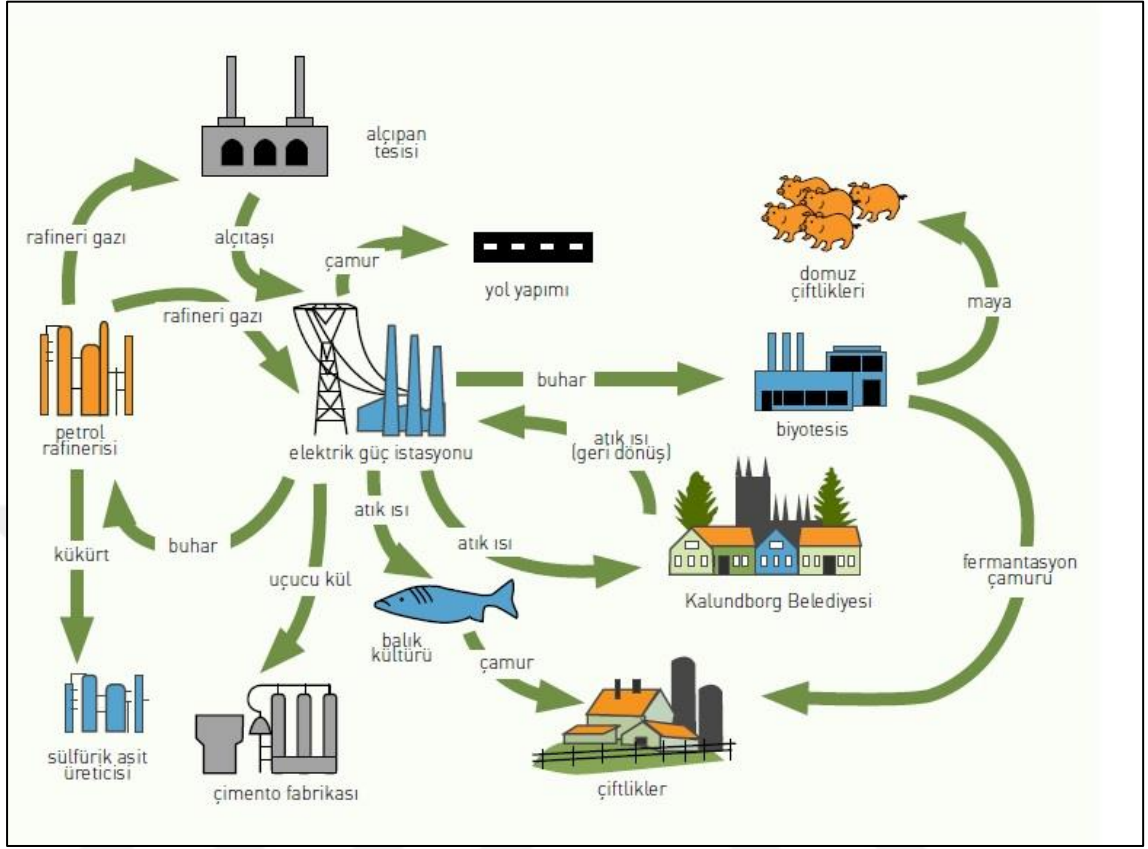 alçıpan
tesisi
rafineri gazı
alçıtaşı
çamur
yol yapımı
domuz
çiftlikleri
maya
rafineri gazı
buhar
petrol
rafinerisi
elektrik güç istasyonu
atık ısı
(geri dönüş)
biyotesis
kükürt
buhar
atık ısı
atık ısı
uçucu kül
fermantasyon
çamuru
Kalundborg Belediyesi
balık
kültürü
çamur
sülfürik asit
üreticisi
çimento fabrikası
çiftlikler